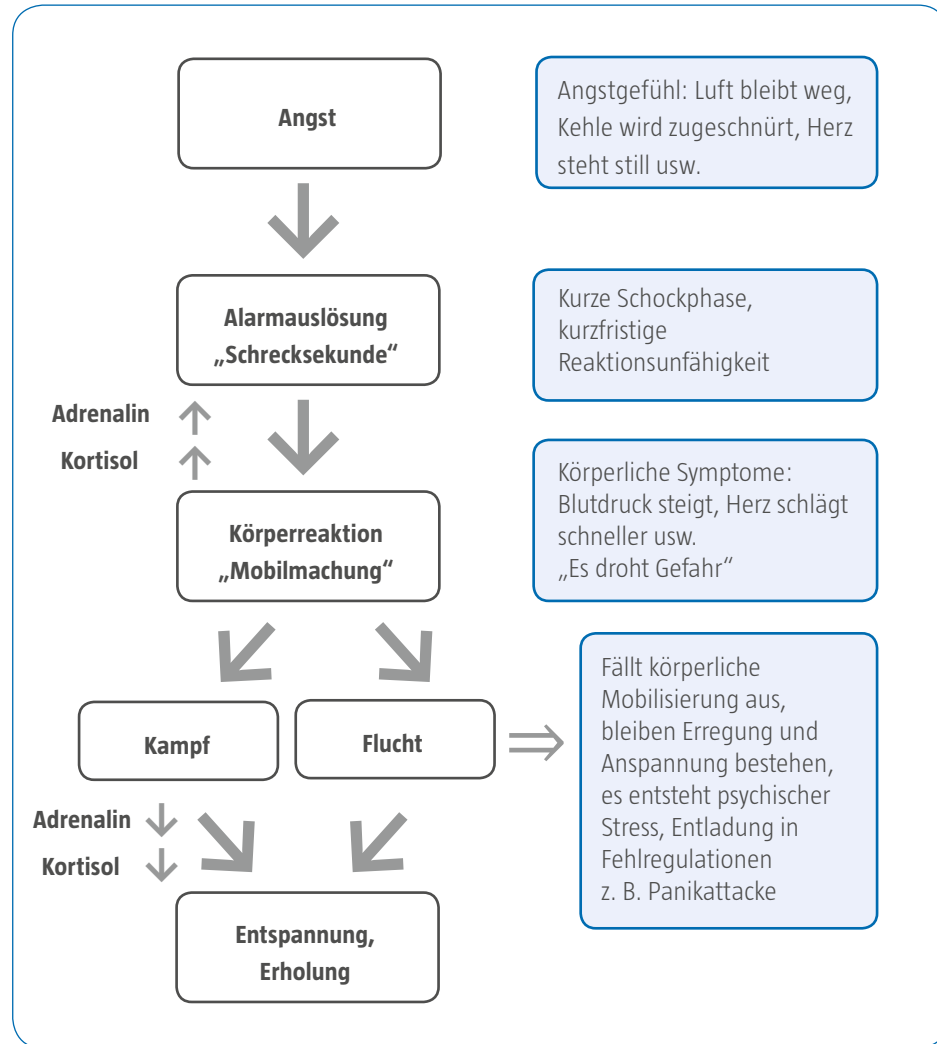 Angst
Angstgefühl: Luft bleibt weg,
Kehle wird zugeschnürt, Herz
steht still usw.
Alarmauslösung
„Schrecksekunde“
Kurze Schockphase,
kurzfristige
Reaktionsunfähigkeit
Adrenalin
Kortisol
Körperreaktion
„Mobilmachung“
Körperliche Symptome:
Blutdruck steigt, Herz schlägt
schneller usw.
„Es droht Gefahr“
Kampf
Flucht
Fällt körperliche
Mobilisierung aus,
bleiben Erregung und
Anspannung bestehen,
es entsteht psychischer
Stress, Entladung in
Fehlregulationen
z. B. Panikattacke
Adrenalin
Kortisol
Entspannung,
Erholung